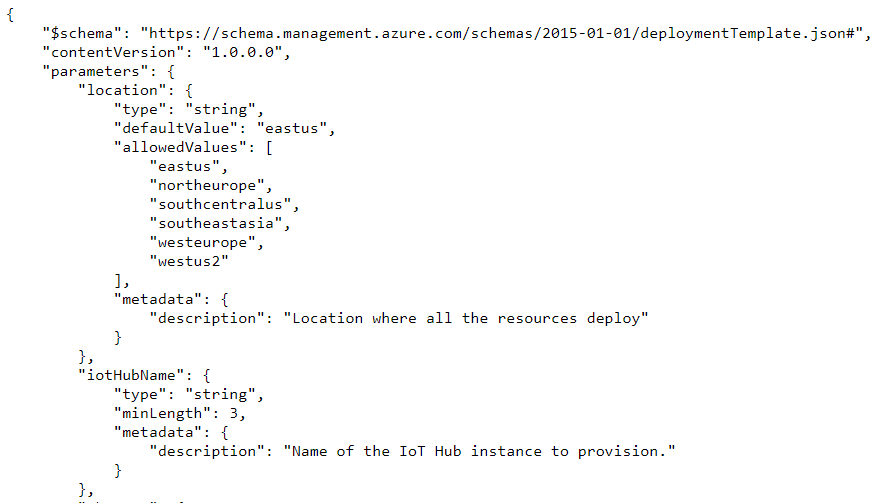 {
    "$schema": "https://schema.management.azure.com/schemas/2015-01-01/deploymentTemplate.json#",
    "contentVersion": "1.0.0.0",
    "parameters": {
        "location": {
            "type": "string",
            "defaultValue": "eastus",
            "allowedValues": [
                "eastus",
                "northeurope",
                "southcentralus",
                "southeastasia",
                "westeurope",
                "westus2"
            ],
            "metadata": {
                "description": "Location where all the resources deploy"
            }
        },
        "iotHubName": {
            "type": "string",
            "minLength": 3,
            "metadata": {
                "description": "Name of the IoT Hub instance to provision."
            }
        },